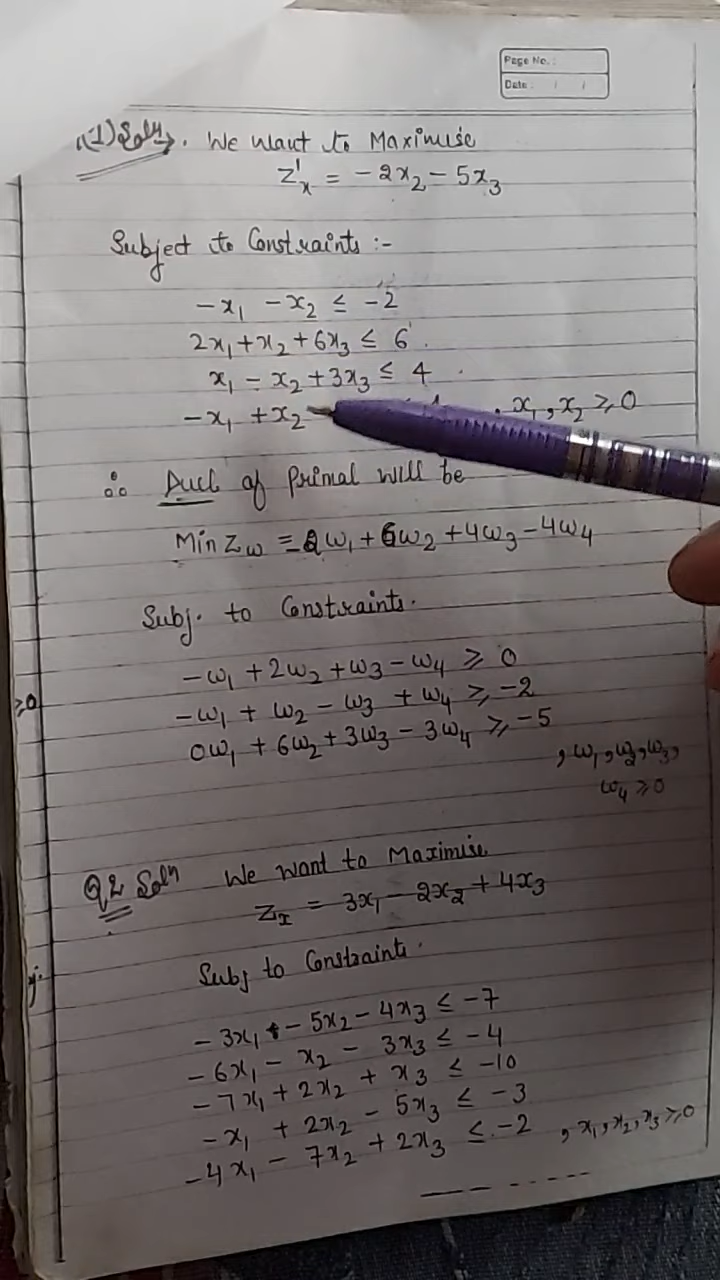 Page No. :
Date : / /
(1) Solⁿ → . We want to Maximise
Z'ₓ = -2x₂ - 5x₃
Subject to Constraints :-
-x₁ - x₂ ≤ -2
2x₁ + x₂ + 6x₃ ≤ 6
x₁ - x₂ + 3x₃ ≤ 4
-x₁ + x₂ - , x₁, x₂ ≥ 0
∴ Dual of Primal will be
Min Z_w = -2w₁ + 6w₂ + 4w₃ - 4w₄
Subj. to Constraints.
-w₁ + 2w₂ + w₃ - w₄ ≥ 0
≥0
-w₁ + w₂ - w₃ + w₄ ≥ -2
0w₁ + 6w₂ + 3w₃ - 3w₄ ≥ -5
, w₁, w₂, w₃,
w₄ ≥ 0
Q2 Solⁿ We want to Maximise
Zₓ = 3x₁ - 2x₂ + 4x₃
Subj to Constraints.
-3x₁ - 5x₂ - 4x₃ ≤ -7
-6x₁ - x₂ - 3x₃ ≤ -4
-7x₁ + 2x₂ + x₃ ≤ -10
-x₁ + 2x₂ - 5x₃ ≤ -3
-4x₁ - 7x₂ + 2x₃ ≤ -2 , x₁, x₂, x₃ ≥ 0